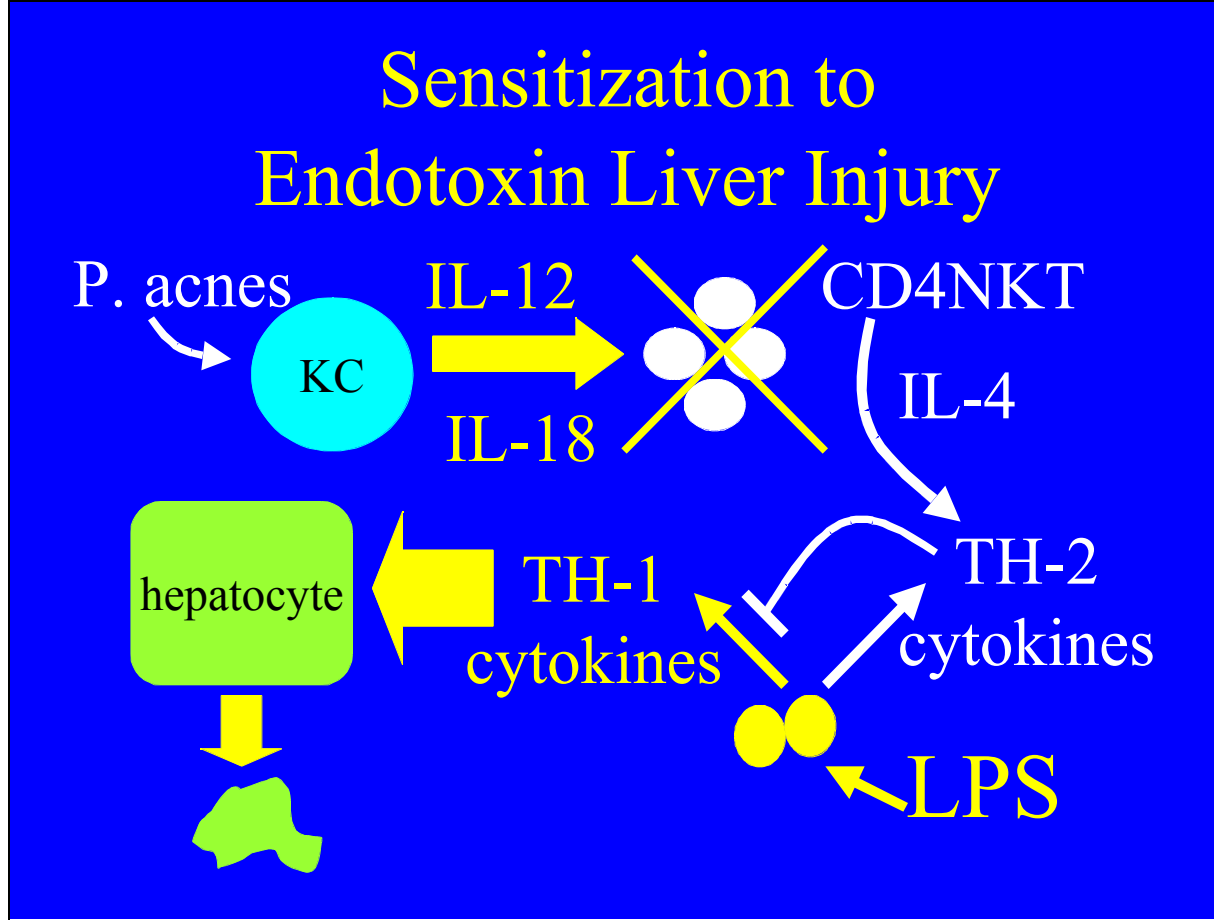 Sensitization to
Endotoxin Liver Injury
P. acnes
KC
IL-12
IL-18
CD4NKT
IL-4
hepatocyte
TH-1
cytokines
TH-2
cytokines
LPS